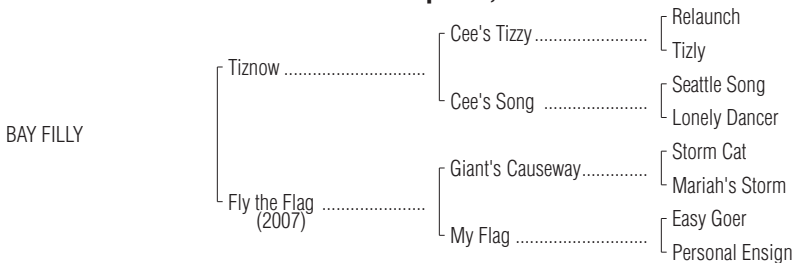 Relaunch
Cee's Tizzy ........................
Tizly
Tiznow ..............................
Seattle Song
Cee's Song ......................
Lonely Dancer
BAY FILLY
Storm Cat
Giant's Causeway..............
Mariah's Storm
Fly the Flag ......................
(2007)
Easy Goer
My Flag ............................
Personal Ensign